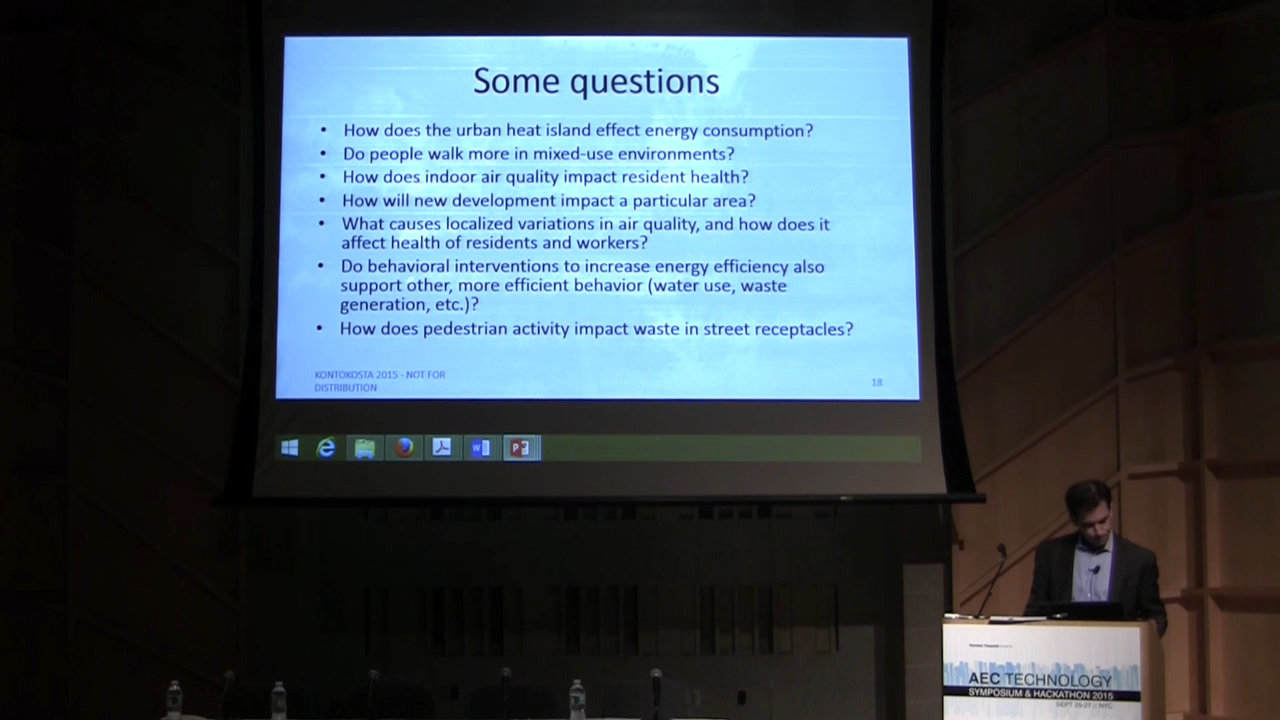 Some questions
• How does the urban heat island effect energy consumption?
• Do people walk more in mixed-use environments?
• How does indoor air quality impact resident health?
• How will new development impact a particular area?
• What causes localized variations in air quality, and how does it
affect health of residents and workers?
• Do behavioral interventions to increase energy efficiency also
support other, more efficient behavior (water use, waste
generation, etc.)?
• How does pedestrian activity impact waste in street receptacles?
KONTOKOSTA 2015 - NOT FOR
DISTRIBUTION
18
AEC TECHNOLOGY
SYMPOSIUM & HACKATHON 2015
SEPT 25-27 // NYC